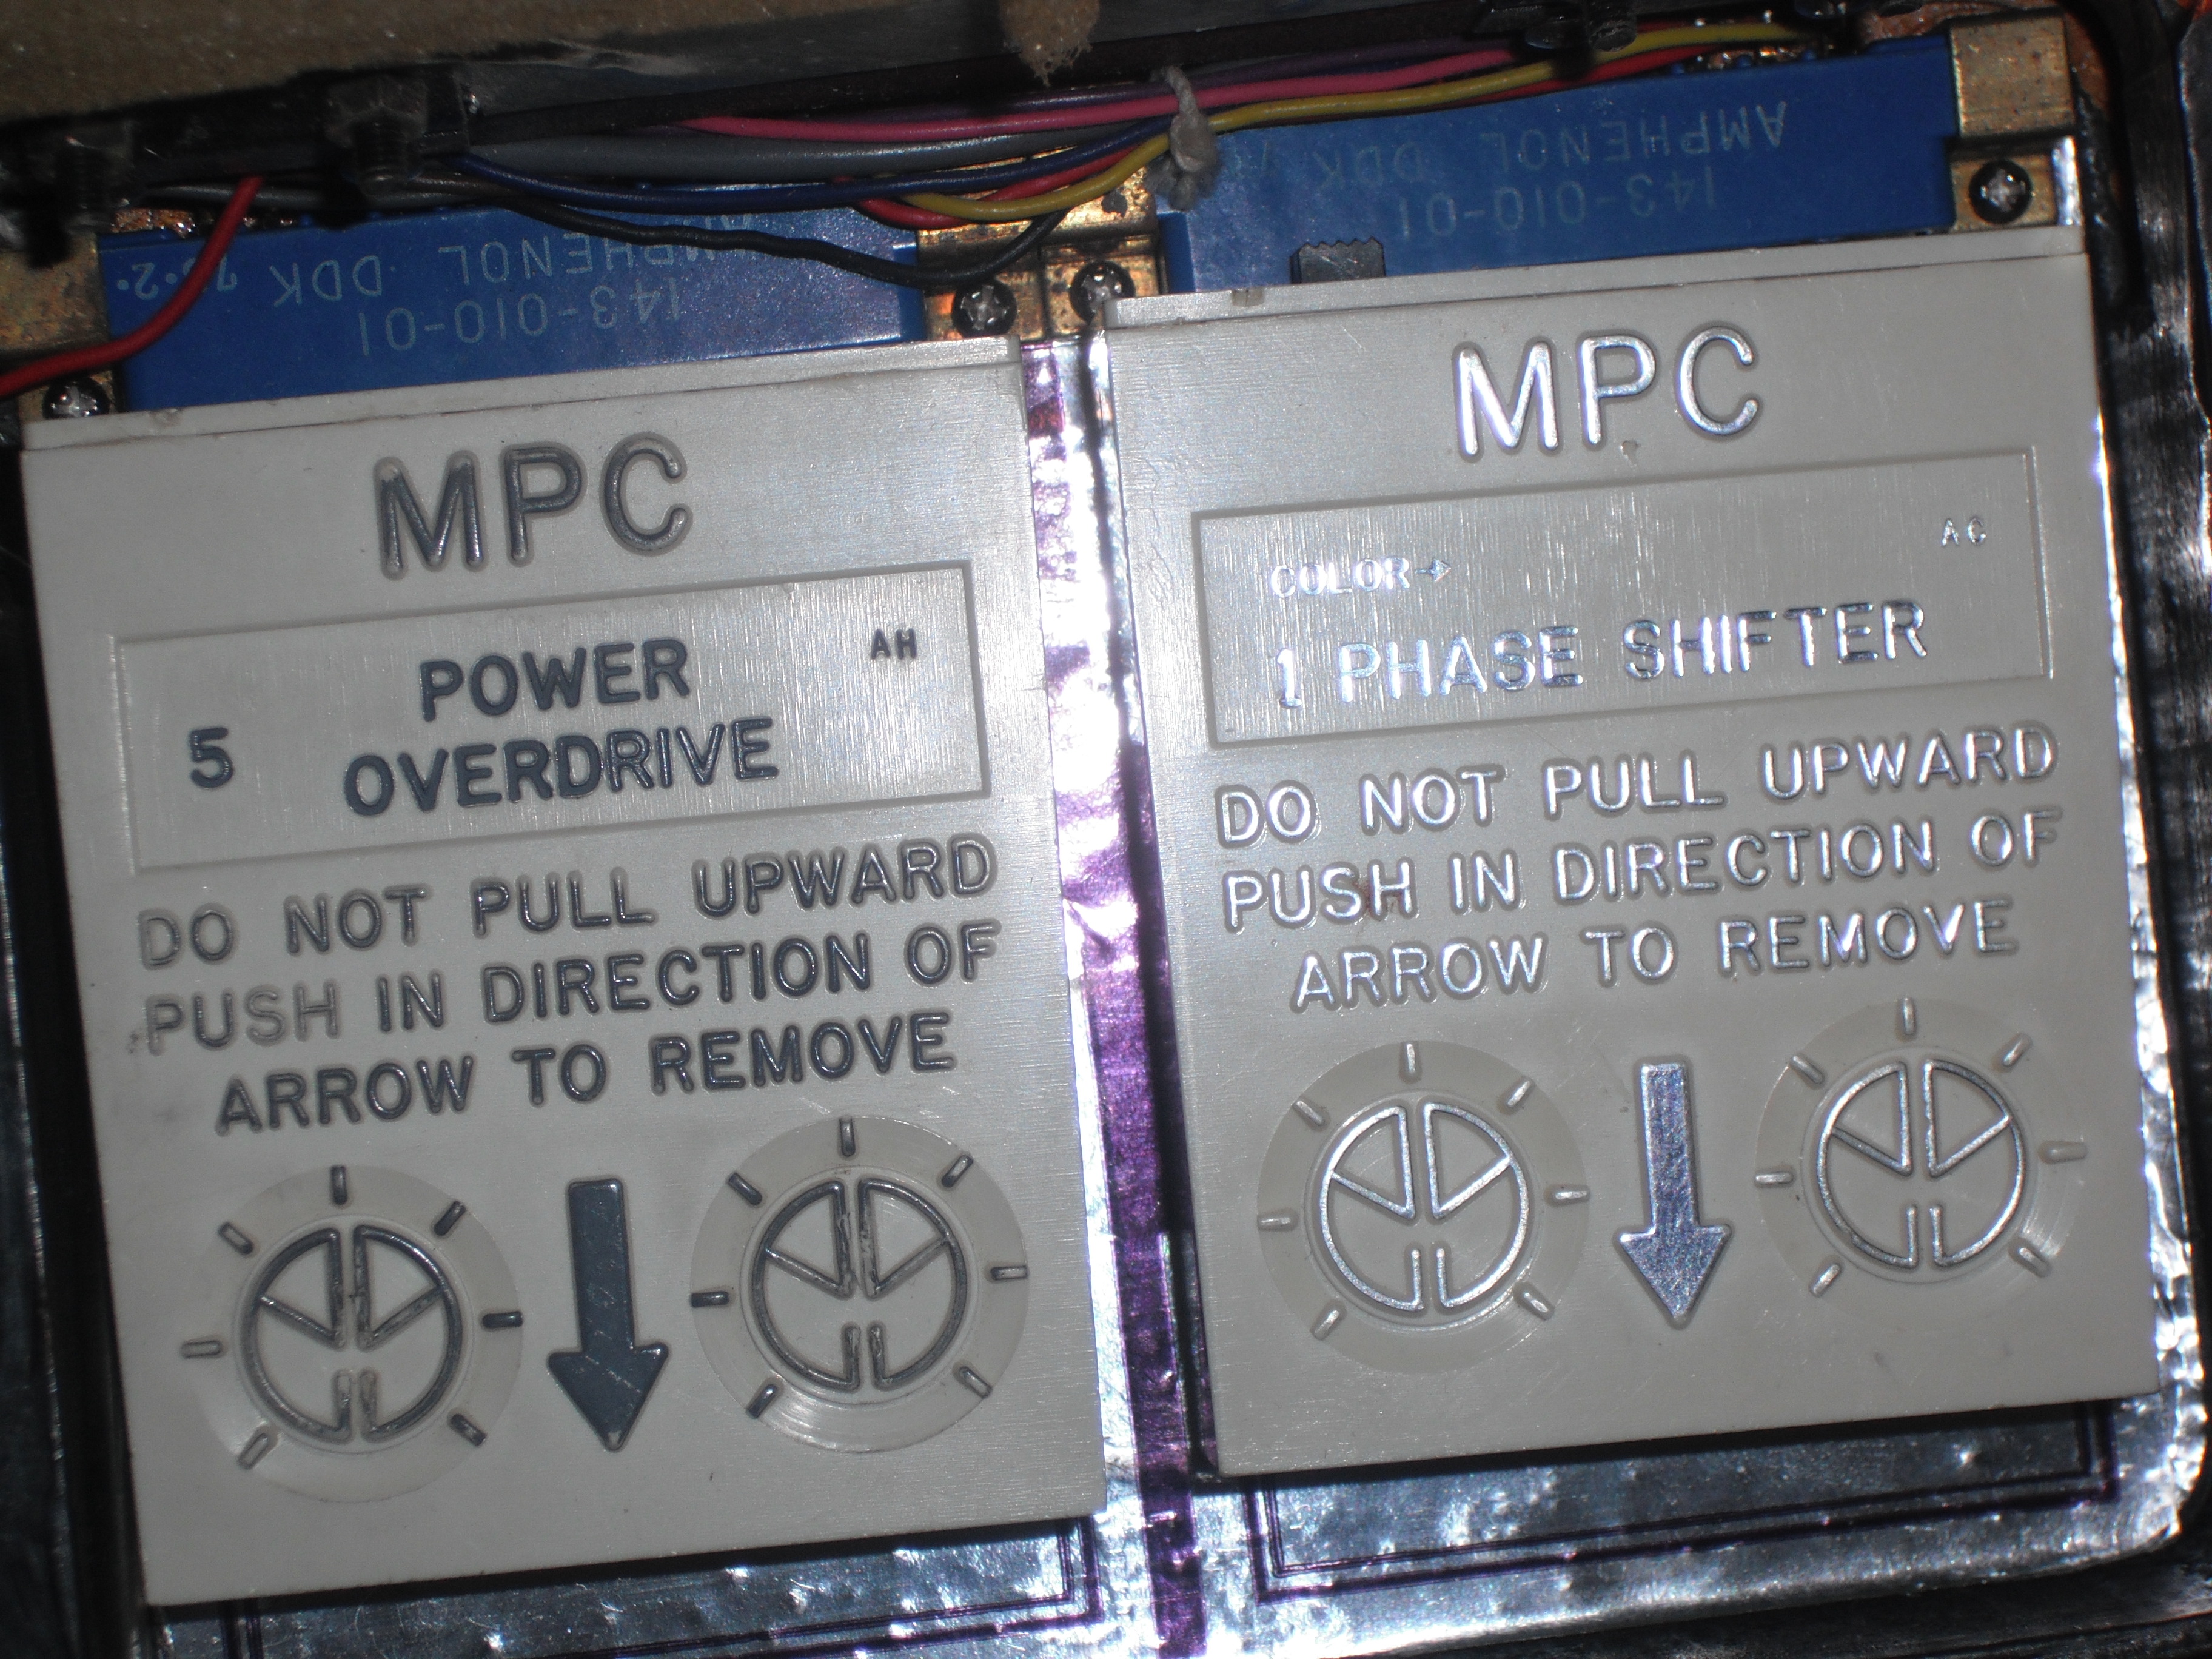 AMPHENOL DDK
143-010-01
AMPHENOL DDK
143-010-01
MPC
AH
POWER
5 OVERDRIVE
DO NOT PULL UPWARD
PUSH IN DIRECTION OF
ARROW TO REMOVE
MPC
COLOR→ AC
1 PHASE SHIFTER
DO NOT PULL UPWARD
PUSH IN DIRECTION OF
ARROW TO REMOVE